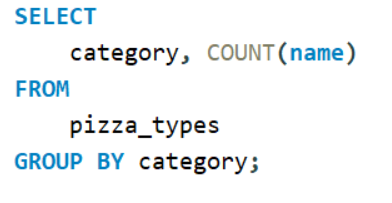 SELECT
    category, COUNT(name)
FROM
    pizza_types
GROUP BY category;